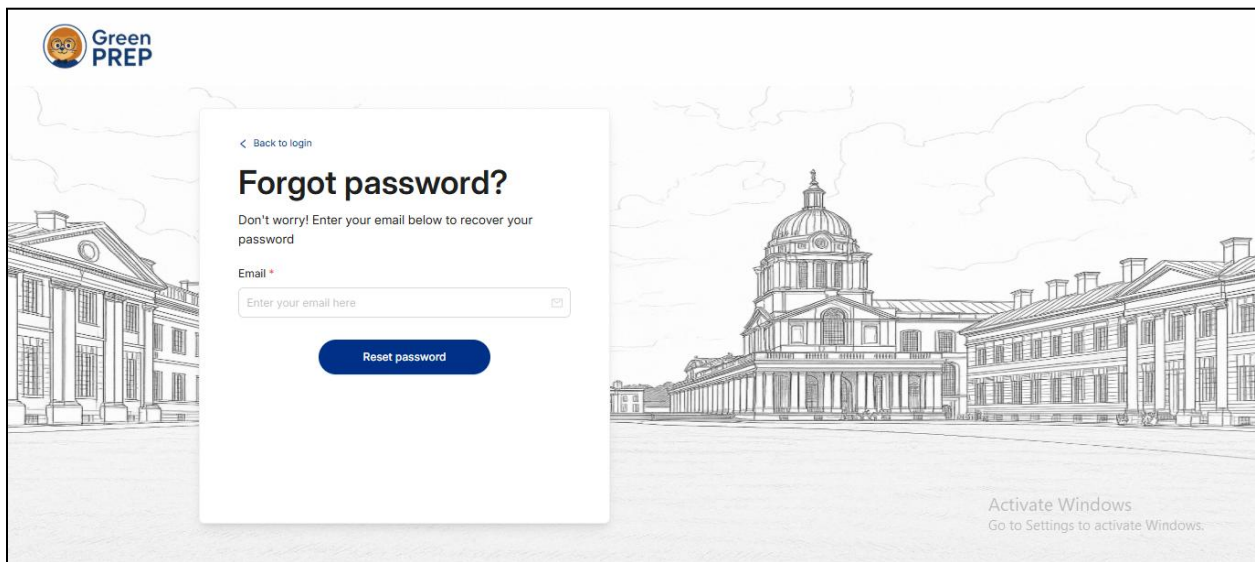 Green
PREP
Back to login
Forgot password?
Don't worry! Enter your email below to recover your
password
Email *
Enter your email here
Reset password
Activate Windows
Go to Settings to activate Windows.